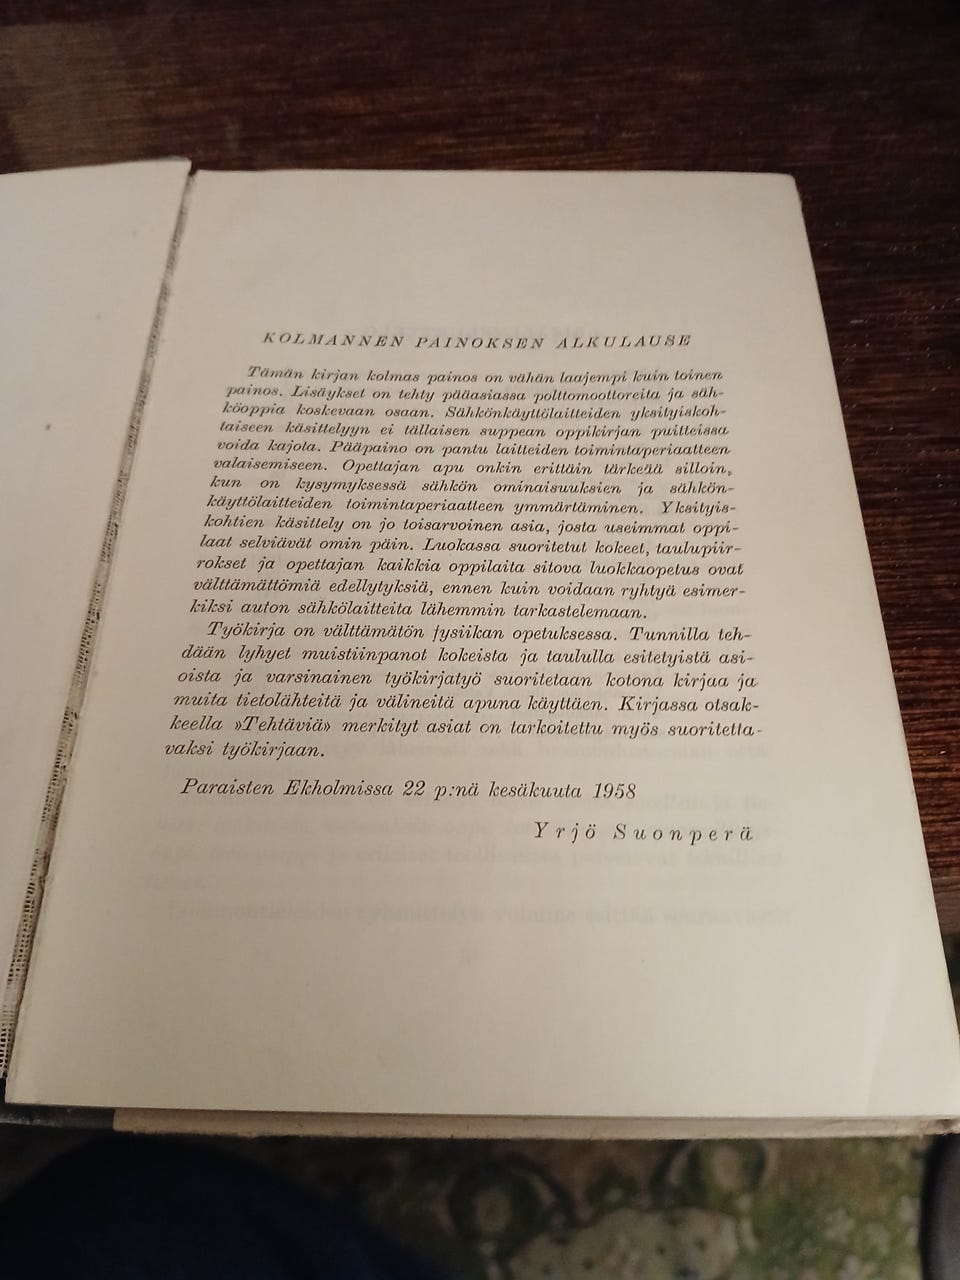 KOLMANNEN PAINOKSEN ALKULAUSE
Tämän kirjan kolmas painos on vähän laajempi kuin toinen
painos. Lisäykset on tehty pääasiassa polttomoottoreita ja säh-
köoppia koskevaan osaan. Sähkönkäyttölaitteiden yksityiskoh-
taiseen käsittelyyn ei tällaisen suppean oppikirjan puitteissa
voida kajota. Pääpaino on pantu laitteiden toimintaperiaatteen
valaisemiseen. Opettajan apu onkin erittäin tärkeää silloin,
kun on kysymyksessä sähkön ominaisuuksien ja sähkön-
käyttölaitteiden toimintaperiaatteen ymmärtäminen. Yksityis-
kohtien käsittely on jo toisarvoinen asia, josta useimmat oppi-
laat selviävät omin päin. Luokassa suoritetut kokeet, taulupiir-
rokset ja opettajan kaikkia oppilaita sitova luokkaopetus ovat
välttämättömiä edellytyksiä, ennen kuin voidaan ryhtyä esimer-
kiksi auton sähkölaitteita lähemmin tarkastelemaan.
Työkirja on välttämätön fysiikan opetuksessa. Tunnilla teh-
dään lyhyet muistiinpanot kokeista ja taululla esitetyistä asi-
oista ja varsinainen työkirjatyö suoritetaan kotona kirjaa ja
muita tietolähteitä ja välineitä apuna käyttäen. Kirjassa otsak-
keella »Tehtäviä» merkityt asiat on tarkoitettu myös suoritetta-
vaksi työkirjaan.
Paraisten Ekholmissa 22 p:nä kesäkuuta 1958
Yrjö Suonperä